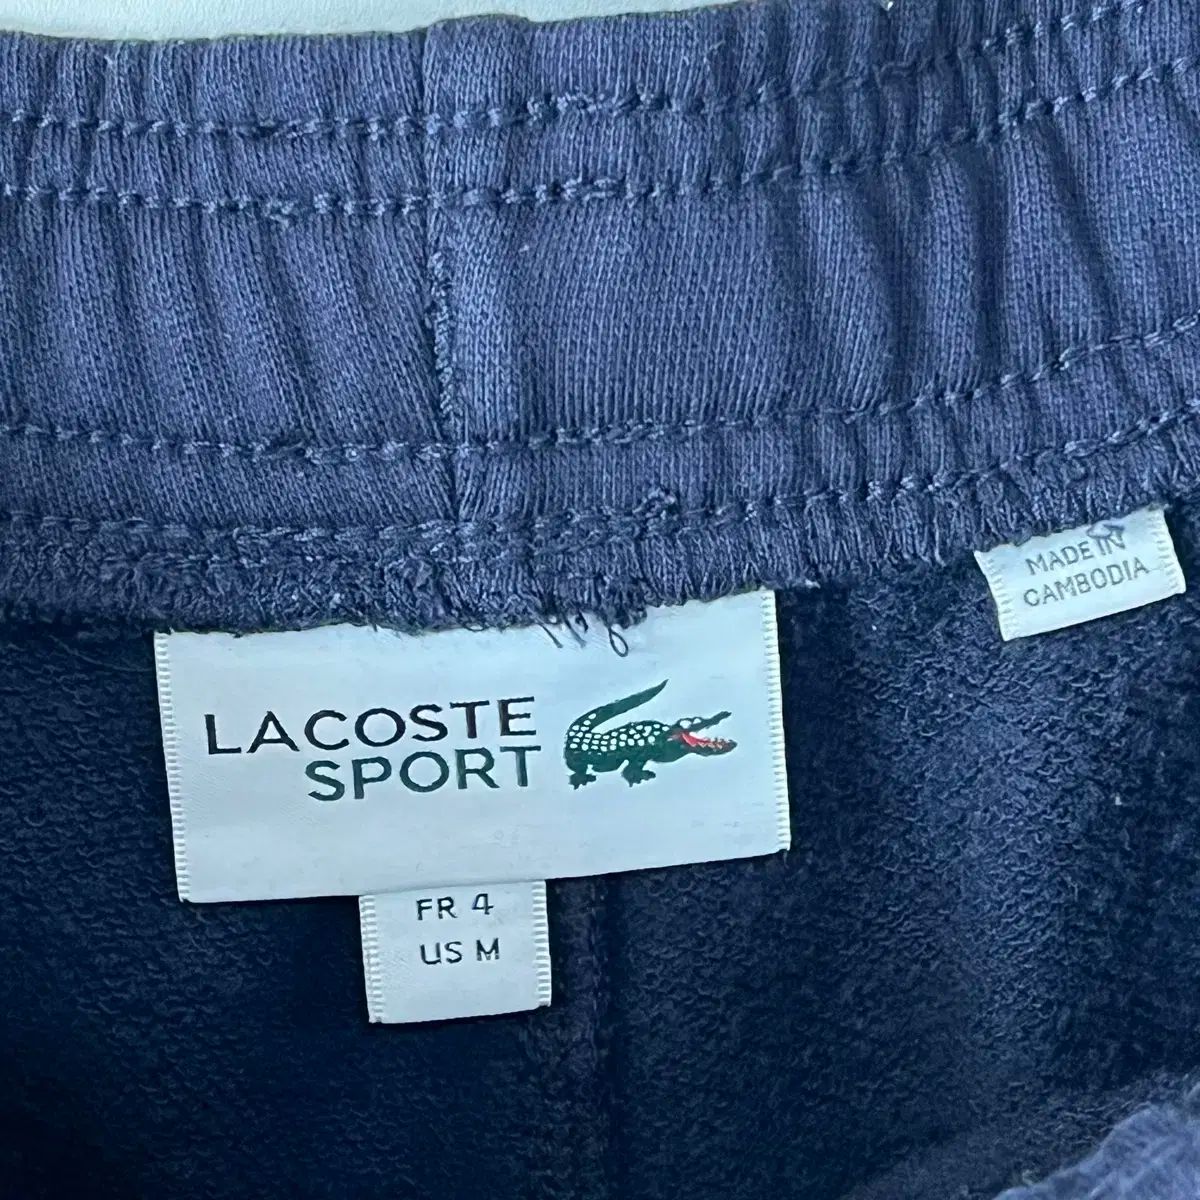 MADE IN
CAMBODIA
LACOSTE
SPORT
FR 4
US M